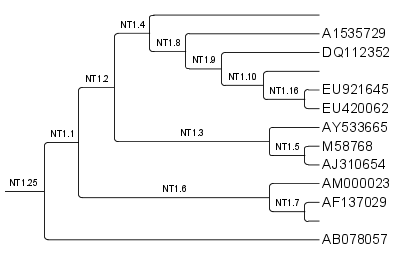 NT1.4
A1535729
NT1.8
DQ112352
NT1.9
NT1.10
NT1.2
EU921645
NT1.16
EU420062
AY533665
NT1.1
NT1.3
M58768
NT1.5
AJ310654
NT1.25
AM000023
NT1.6
AF137029
NT1.7
AB078057